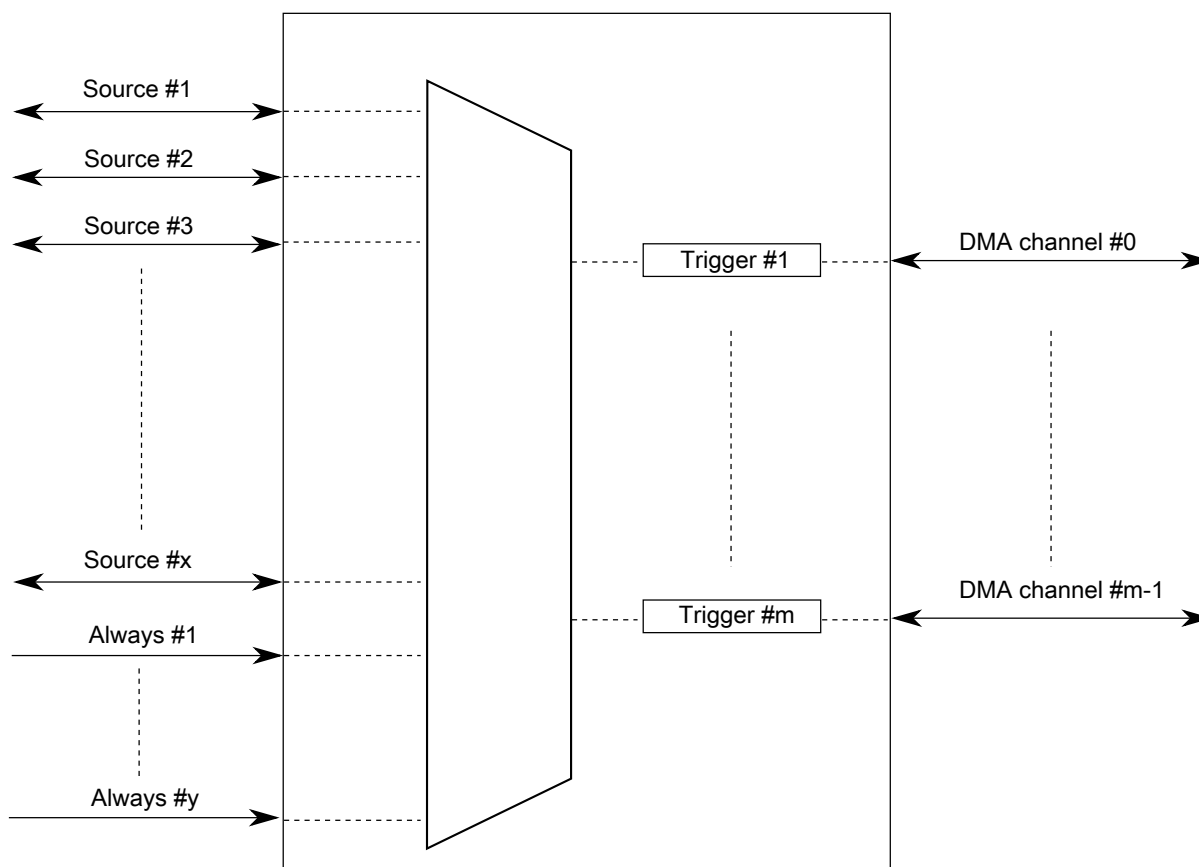 Source #1
Source #2
Source #3
Source #x
Always #1
Always #y
Trigger #1
Trigger #m
DMA channel #0
DMA channel #m-1